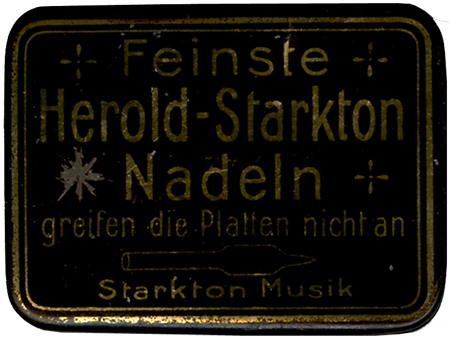 Feinste
Herold-Starkton
Nadeln
greifen die Platten nicht an
Starkton Musik